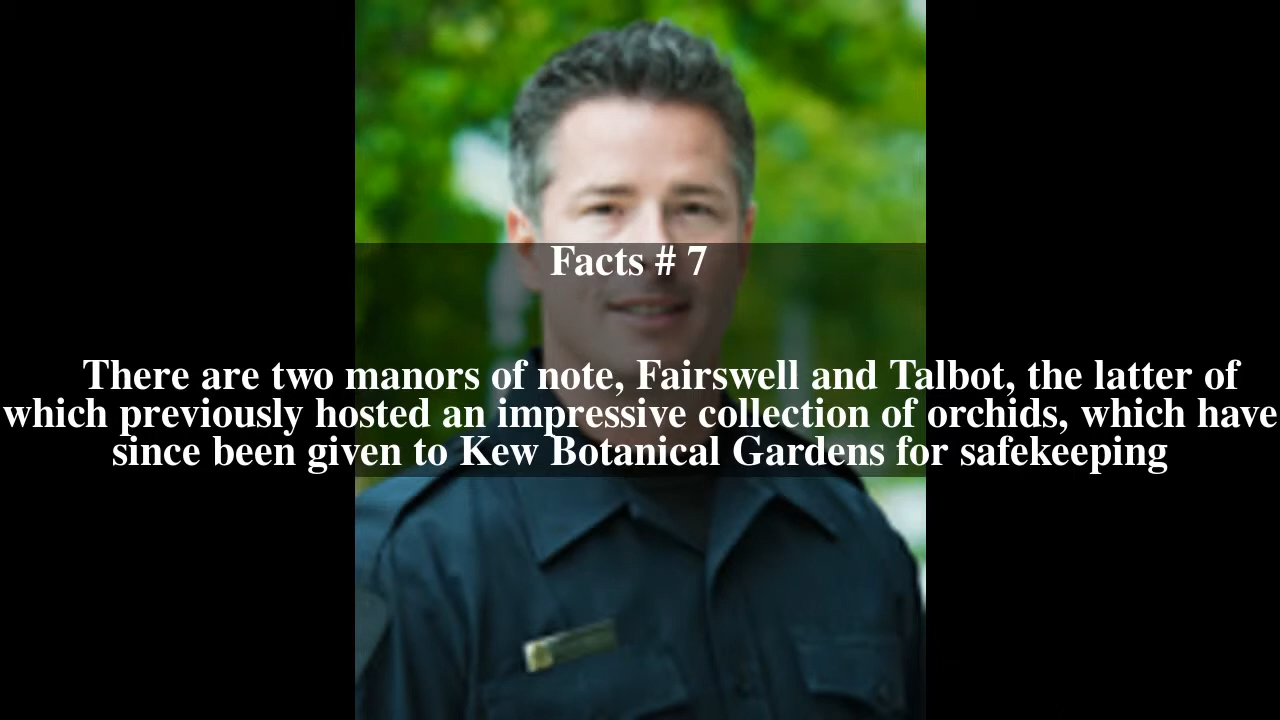 Facts # 7
There are two manors of note, Fairswell and Talbot, the latter of
which previously hosted an impressive collection of orchids, which have
since been given to Kew Botanical Gardens for safekeeping